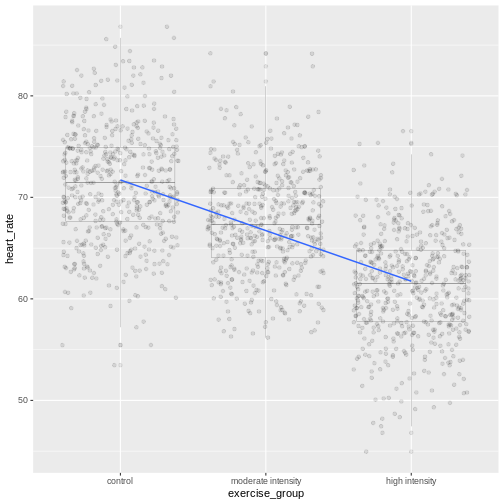 heart_rate
80
70
60
50
control
moderate intensity
high intensity
exercise_group